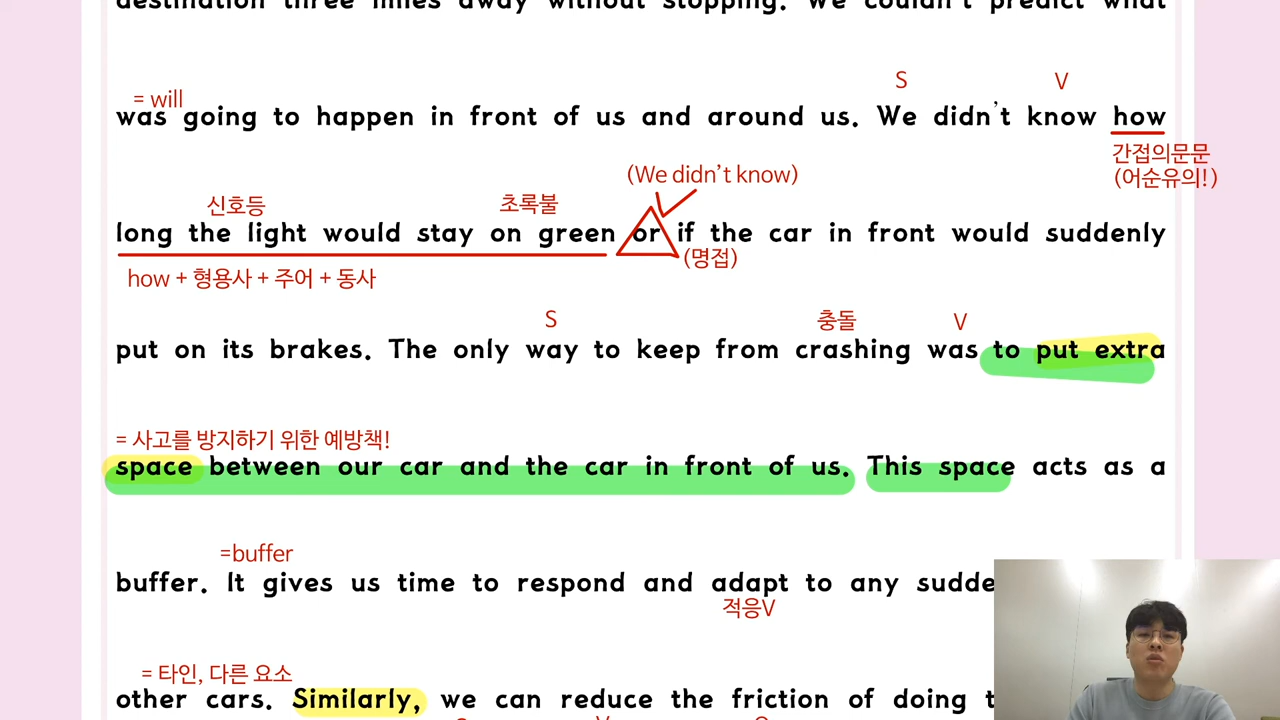 destination three miles away without stopping. We couldn't predict what
S V
= will
was going to happen in front of us and around us. We didn't know how
간접의문문
(어순유의!)
(We didn't know)
신호등 초록불
long the light would stay on green or if the car in front would suddenly
(명접)
how + 형용사 + 주어 + 동사
S 충돌 V
put on its brakes. The only way to keep from crashing was to put extra
= 사고를 방지하기 위한 예방책!
space between our car and the car in front of us. This space acts as a
=buffer
buffer. It gives us time to respond and adapt to any
적응V
= 타인, 다른 요소
other cars. Similarly, we can reduce the friction of doing